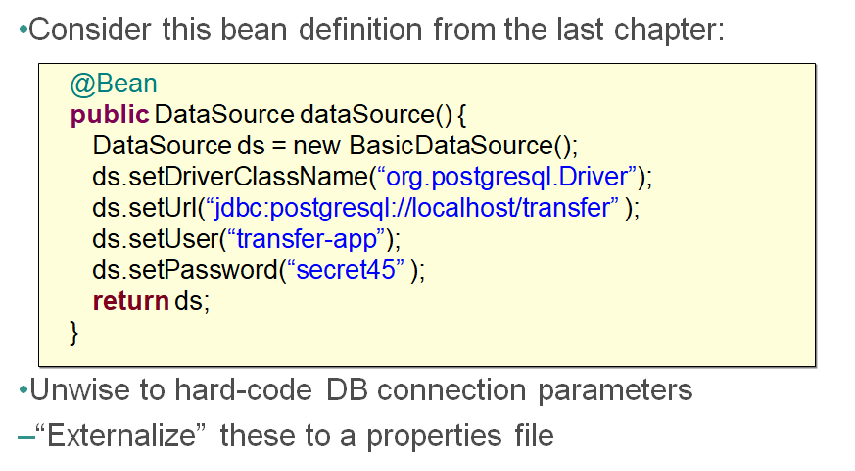 •Consider this bean definition from the last chapter:
@Bean
public DataSource dataSource() {
DataSource ds = new BasicDataSource();
ds.setDriverClassName(“org.postgresql.Driver”);
ds.setUrl(“jdbc:postgresql://localhost/transfer” );
ds.setUser(“transfer-app”);
ds.setPassword(“secret45” );
return ds;
}
•Unwise to hard-code DB connection parameters
–“Externalize” these to a properties file